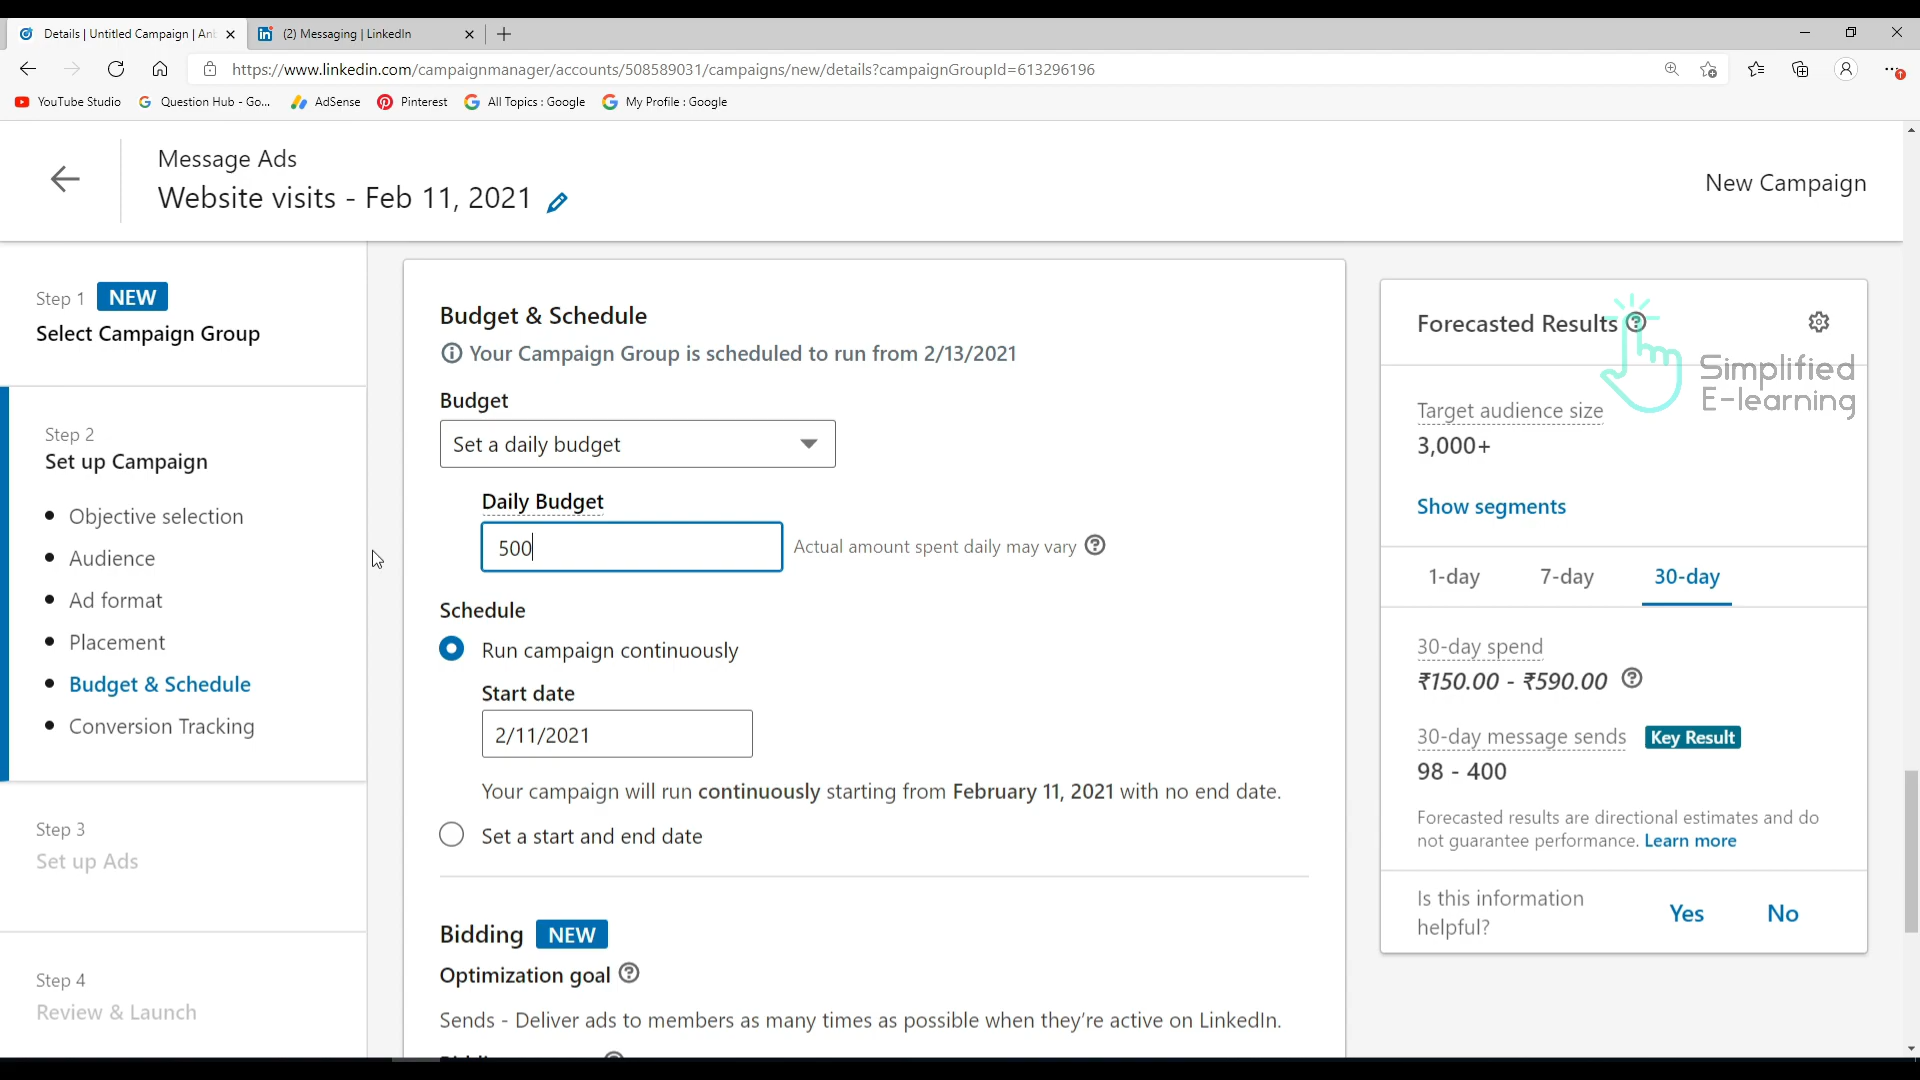 Details | Untitled Campaign | An
(2) Messaging | LinkedIn
https://www.linkedin.com/campaignmanager/accounts/508589031/campaigns/new/details?campaignGroupId=613296196
YouTube Studio
Question Hub - Go...
AdSense
Pinterest
All Topics : Google
My Profile : Google
Message Ads
Website visits - Feb 11, 2021
New Campaign
Step 1 NEW
Select Campaign Group
Step 2
Set up Campaign
Objective selection
Audience
Ad format
Placement
Budget & Schedule
Conversion Tracking
Step 3
Set up Ads
Step 4
Review & Launch
Budget & Schedule
Your Campaign Group is scheduled to run from 2/13/2021
Budget
Set a daily budget
Daily Budget
500
Actual amount spent daily may vary
Schedule
Run campaign continuously
Start date
2/11/2021
Your campaign will run continuously starting from February 11, 2021 with no end date.
Set a start and end date
Bidding NEW
Optimization goal
Sends - Deliver ads to members as many times as possible when they're active on LinkedIn.
Forecasted Results
Simplified
E-learning
Target audience size
3,000+
Show segments
1-day 7-day 30-day
30-day spend
₹150.00 - ₹590.00
30-day message sends Key Result
98 - 400
Forecasted results are directional estimates and do
not guarantee performance. Learn more
Is this information
helpful?
Yes No